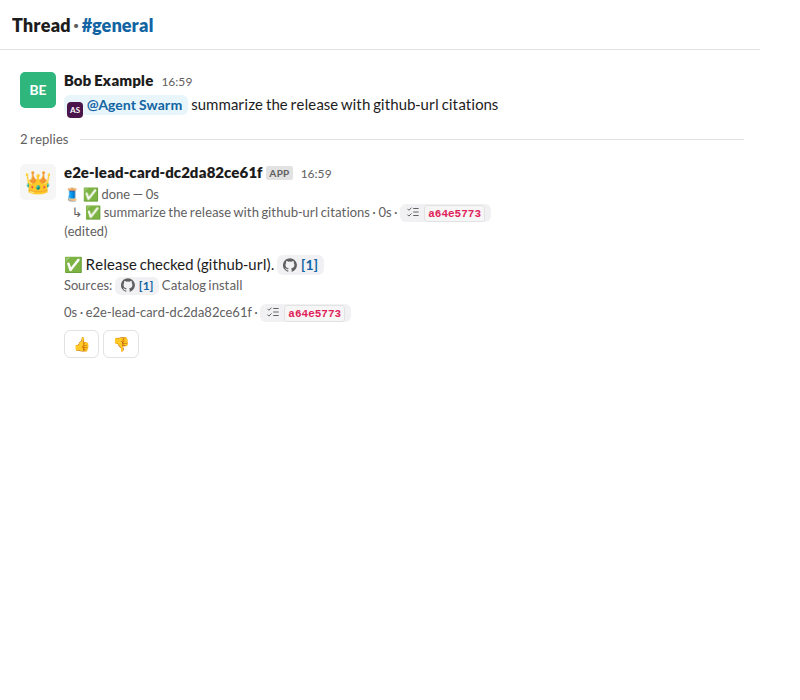 Thread • #general
BE
Bob Example 16:59
AS @Agent Swarm summarize the release with github-url citations
2 replies
e2e-lead-card-dc2da82ce61f APP 16:59
🧵 ✅ done — 0s
↳ ✅ summarize the release with github-url citations · 0s · a64e5773
(edited)
✅ Release checked (github-url). [1]
Sources: [1] Catalog install
0s · e2e-lead-card-dc2da82ce61f · a64e5773